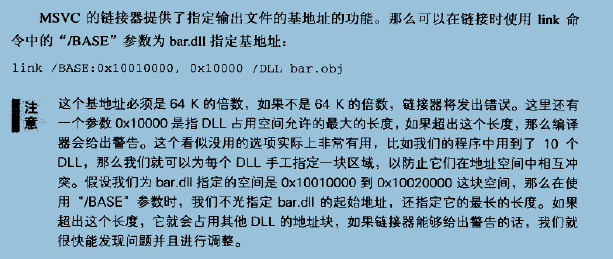 MSVC 的链接器提供了指定输出文件的基地址的功能。那么可以在链接时使用 link 命
令中的“/BASE”参数为 bar.dll 指定基地址：
link /BASE:0x10010000, 0x10000 /DLL bar.obj
注意
这个基地址必须是 64 K 的倍数，如果不是 64 K 的倍数，链接器将发出错误。这里还有
一个参数 0x10000 是指 DLL 占用空间允许的最大的长度，如果超出这个长度，那么编译
器会给出警告。这个看似没用的选项实际上非常有用，比如我们的程序中用到了 10 个
DLL，那么我们就可以为每个 DLL 手工指定一块区域，以防止它们在地址空间中相互冲
突。假设我们为 bar.dll 指定的空间是 0x10010000 到 0x10020000 这块空间，那么在使
用“/BASE”参数时，我们不光指定 bar.dll 的起始地址，还指定它的最长的长度。如果
超出这个长度，它就会占用其他 DLL 的地址块，如果链接器能够给出警告的话，我们就
很快能发现问题并且进行调整。